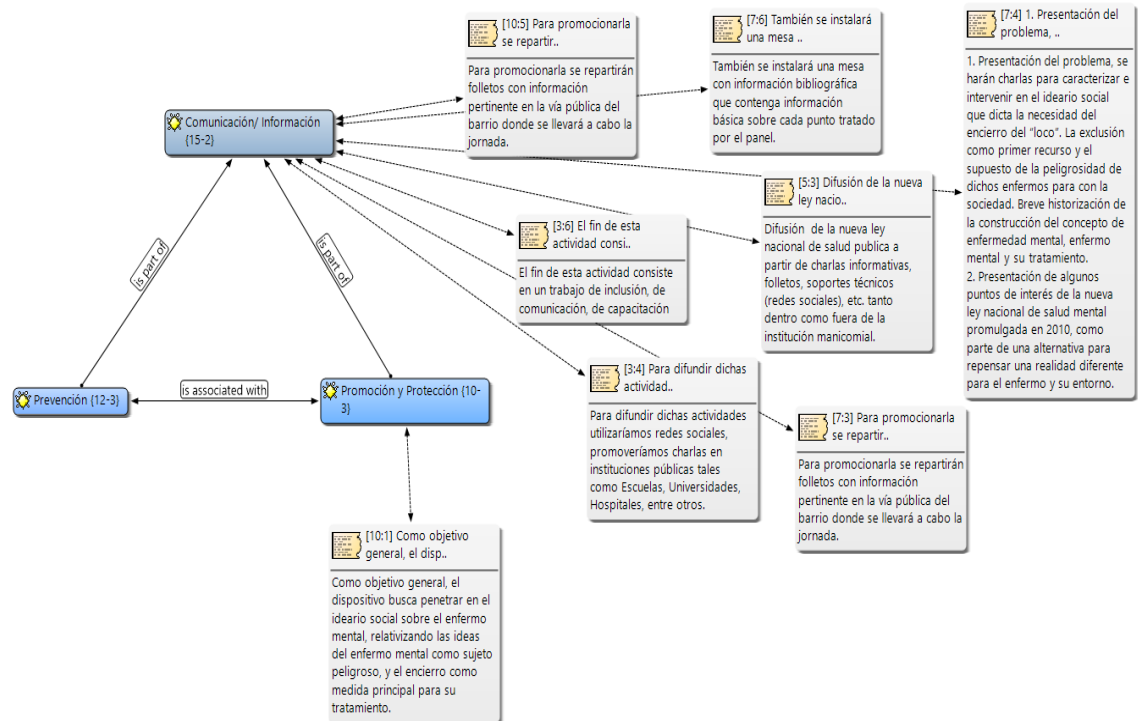 [10:5] Para promocionarla
se repartir..
Para promocionarla se repartirán
folletos con información
pertinente en la vía pública del
barrio donde se llevará a cabo la
jornada.
[7:6] También se instalará
una mesa ..
También se instalará una mesa
con información bibliográfica
que contenga información
básica sobre cada punto tratado
por el panel.
[7:4] 1. Presentación del
problema, ..
1. Presentación del problema, se
harán charlas para caracterizar e
intervenir en el ideario social
que dicta la necesidad del
encierro del “loco”. La exclusión
como primer recurso y el
supuesto de la peligrosidad de
dichos enfermos para con la
sociedad. Breve historización de
la construcción del concepto de
enfermedad mental, enfermo
mental y su tratamiento.
2. Presentación de algunos
puntos de interés de la nueva
ley nacional de salud mental
promulgada en 2010, como
parte de una alternativa para
repensar una realidad diferente
para el enfermo y su entorno.
Comunicación/ Información
{15-2}
[5:3] Difusión de la nueva
ley nacio..
Difusión  de la nueva ley
nacional de salud publica a
partir de charlas informativas,
folletos, soportes técnicos
(redes sociales), etc. tanto
dentro como fuera de la
institución manicomial.
[3:6] El fin de esta
actividad consi..
El fin de esta actividad consiste
en un trabajo de inclusión, de
comunicación, de capacitación
is part of
is part of
[3:4] Para difundir dichas
actividad..
Para difundir dichas actividades
utilizaríamos redes sociales,
promoveríamos charlas en
instituciones públicas tales
como Escuelas, Universidades,
Hospitales, entre otros.
Prevención {12-3}
is associated with
Promoción y Protección {10-
3}
[7:3] Para promocionarla
se repartir..
Para promocionarla se repartirán
folletos con información
pertinente en la vía pública del
barrio donde se llevará a cabo la
jornada.
[10:1] Como objetivo
general, el disp..
Como objetivo general, el
dispositivo busca penetrar en el
ideario social sobre el enfermo
mental, relativizando las ideas
del enfermo mental como sujeto
peligroso, y el encierro como
medida principal para su
tratamiento.